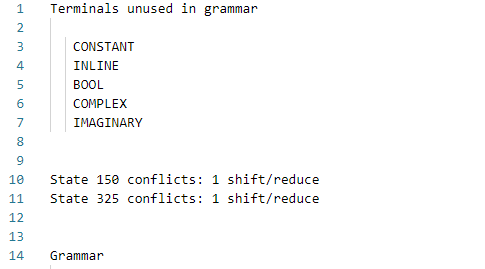 1 Terminals unused in grammar
2
3 CONSTANT
4 INLINE
5 BOOL
6 COMPLEX
7 IMAGINARY
8
9
10 State 150 conflicts: 1 shift/reduce
11 State 325 conflicts: 1 shift/reduce
12
13
14 Grammar